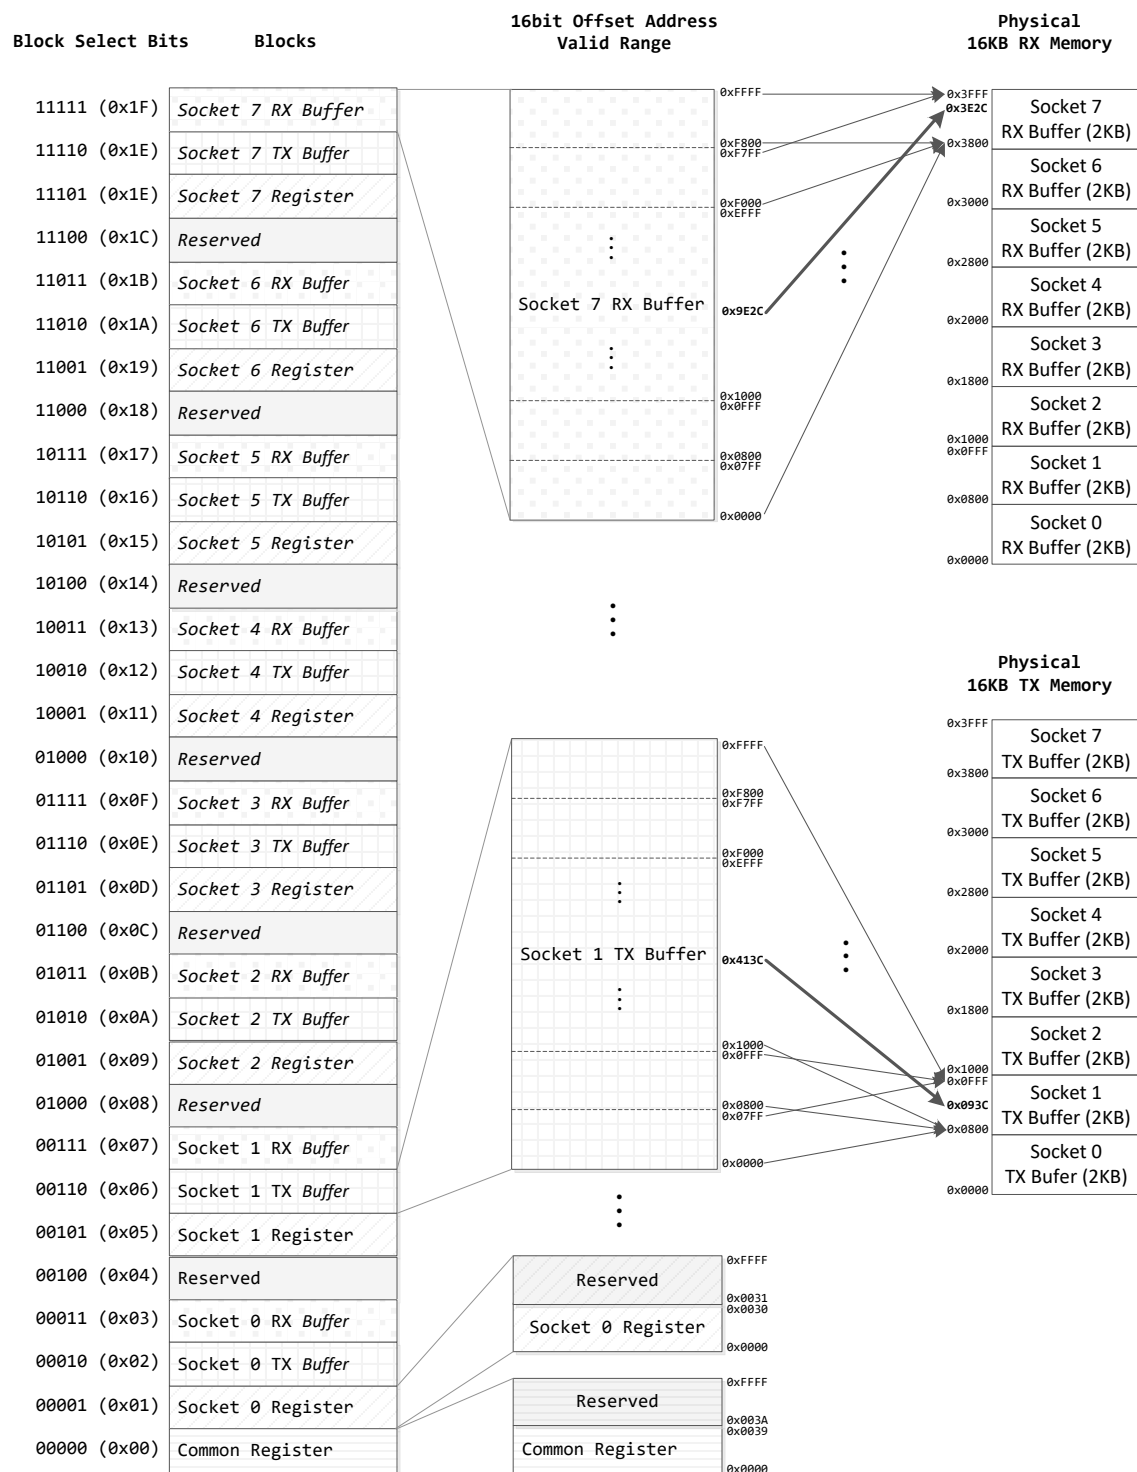 Block Select Bits
Blocks
16bit Offset Address
Valid Range
Physical
16KB RX Memory
11111 (0x1F) Socket 7 RX Buffer
11110 (0x1E) Socket 7 TX Buffer
11101 (0x1E) Socket 7 Register
11100 (0x1C) Reserved
11011 (0x1B) Socket 6 RX Buffer
11010 (0x1A) Socket 6 TX Buffer
11001 (0x19) Socket 6 Register
11000 (0x18) Reserved
10111 (0x17) Socket 5 RX Buffer
10110 (0x16) Socket 5 TX Buffer
10101 (0x15) Socket 5 Register
10100 (0x14) Reserved
10011 (0x13) Socket 4 RX Buffer
10010 (0x12) Socket 4 TX Buffer
10001 (0x11) Socket 4 Register
01000 (0x10) Reserved
01111 (0x0F) Socket 3 RX Buffer
01110 (0x0E) Socket 3 TX Buffer
01101 (0x0D) Socket 3 Register
01100 (0x0C) Reserved
01011 (0x0B) Socket 2 RX Buffer
01010 (0x0A) Socket 2 TX Buffer
01001 (0x09) Socket 2 Register
01000 (0x08) Reserved
00111 (0x07) Socket 1 RX Buffer
00110 (0x06) Socket 1 TX Buffer
00101 (0x05) Socket 1 Register
00100 (0x04) Reserved
00011 (0x03) Socket 0 RX Buffer
00010 (0x02) Socket 0 TX Buffer
00001 (0x01) Socket 0 Register
00000 (0x00) Common Register
Socket 7 RX Buffer
0xFFFF
0xF800
0xF7FF
0xF000
0xEFFF
0x9E2C
0x1000
0x0FFF
0x0800
0x07FF
0x0000
0x3FFF
0x3E2C
0x3800
0x3000
0x2800
0x2000
0x1800
0x1000
0x0FFF
0x0800
0x0000
Socket 7
RX Buffer (2KB)
Socket 6
RX Buffer (2KB)
Socket 5
RX Buffer (2KB)
Socket 4
RX Buffer (2KB)
Socket 3
RX Buffer (2KB)
Socket 2
RX Buffer (2KB)
Socket 1
RX Buffer (2KB)
Socket 0
RX Buffer (2KB)
Socket 1 TX Buffer
0xFFFF
0xF800
0xF7FF
0xF000
0xEFFF
0x413C
0x1000
0x0FFF
0x0800
0x07FF
0x0000
Physical
16KB TX Memory
0x3FFF
0x3800
0x3000
0x2800
0x2000
0x1800
0x1000
0x0FFF
0x093C
0x0800
0x0000
Socket 7
TX Buffer (2KB)
Socket 6
TX Buffer (2KB)
Socket 5
TX Buffer (2KB)
Socket 4
TX Buffer (2KB)
Socket 3
TX Buffer (2KB)
Socket 2
TX Buffer (2KB)
Socket 1
TX Buffer (2KB)
Socket 0
TX Bufer (2KB)
Reserved
Socket 0 Register
0xFFFF
0x0031
0x0030
0x0000
Reserved
Common Register
0xFFFF
0x003A
0x0039
0x0000